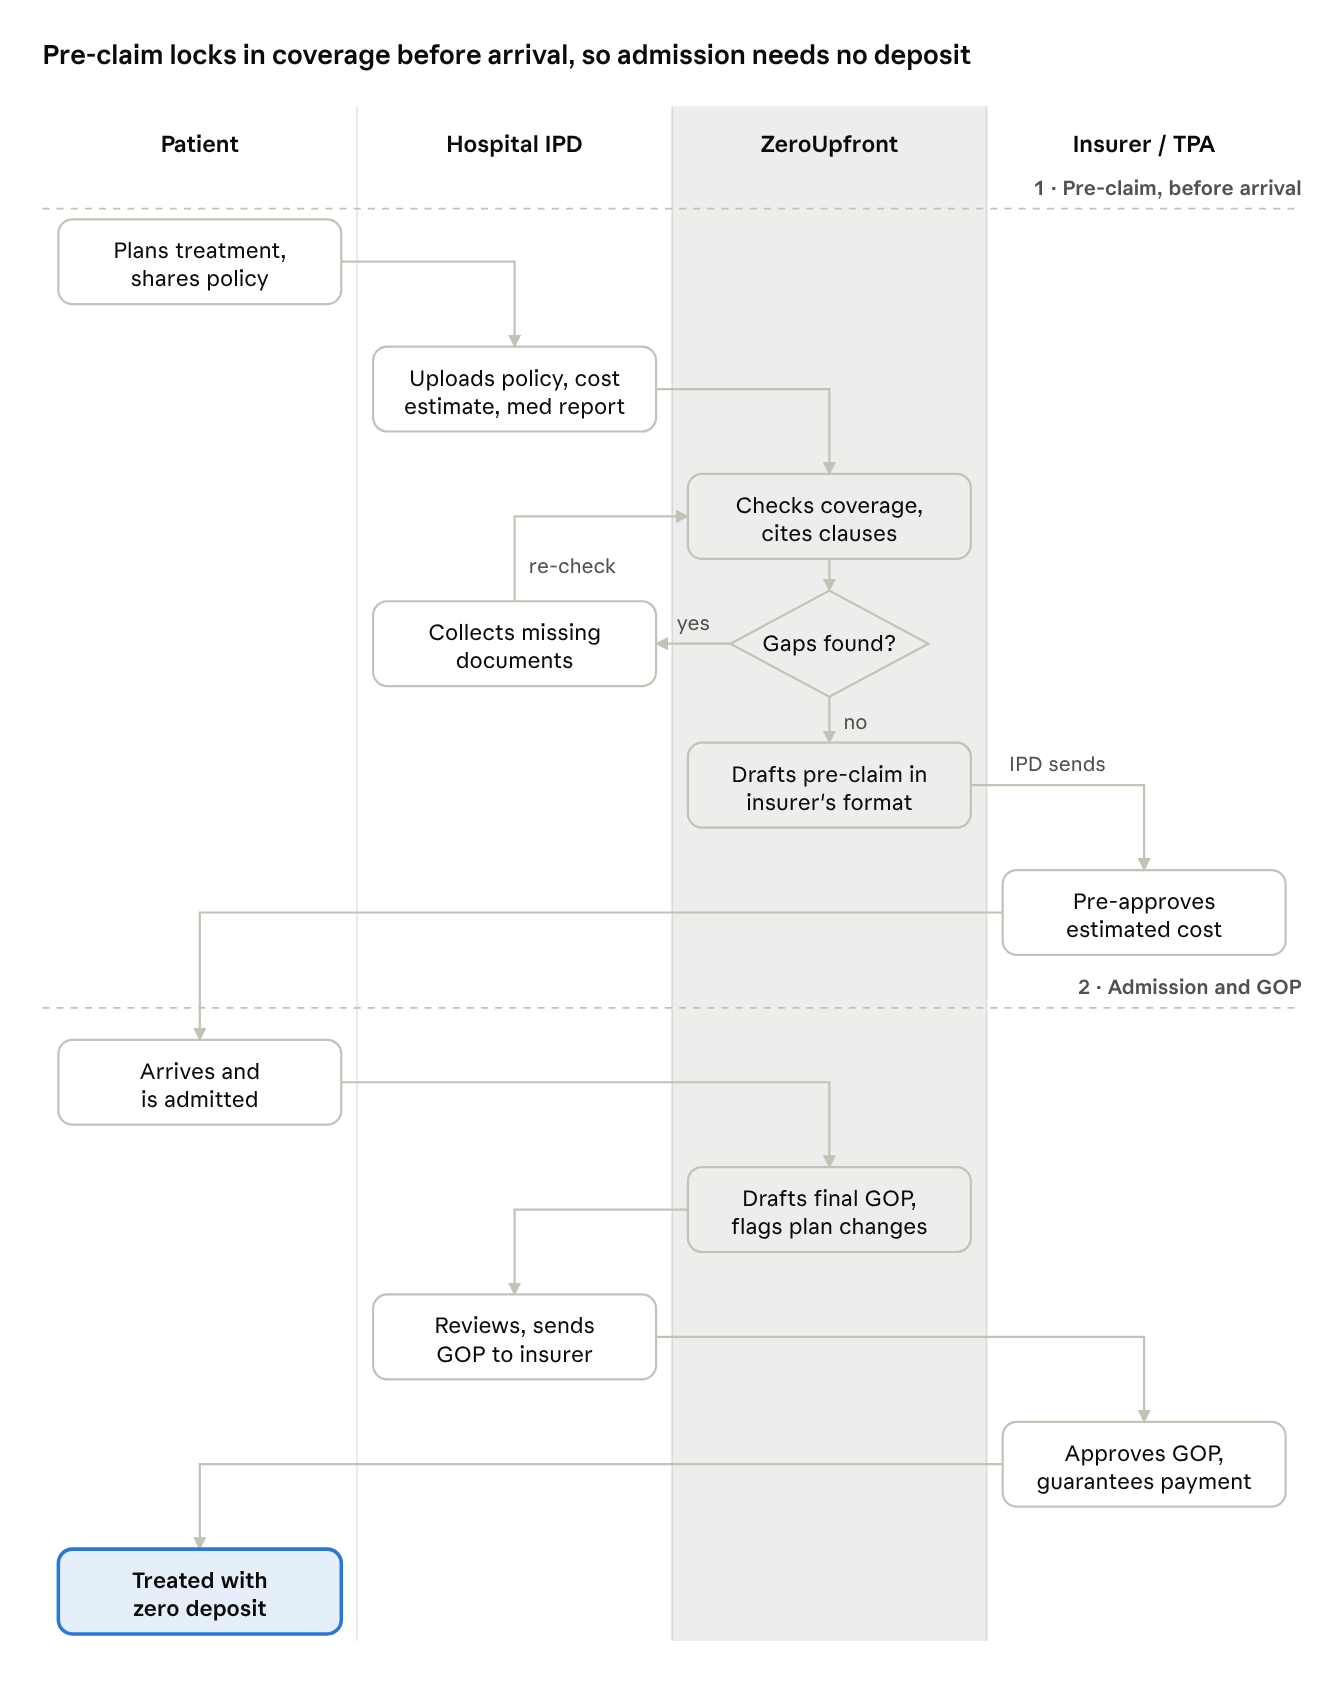 Pre-claim locks in coverage before arrival, so admission needs no deposit
Patient
Hospital IPD
ZeroUpfront
Insurer / TPA
1 · Pre-claim, before arrival
Plans treatment,
shares policy
Uploads policy, cost
estimate, med report
Checks coverage,
cites clauses
re-check
Collects missing
documents
yes
Gaps found?
no
Drafts pre-claim in
insurer's format
IPD sends
Pre-approves
estimated cost
2 · Admission and GOP
Arrives and
is admitted
Drafts final GOP,
flags plan changes
Reviews, sends
GOP to insurer
Approves GOP,
guarantees payment
Treated with
zero deposit